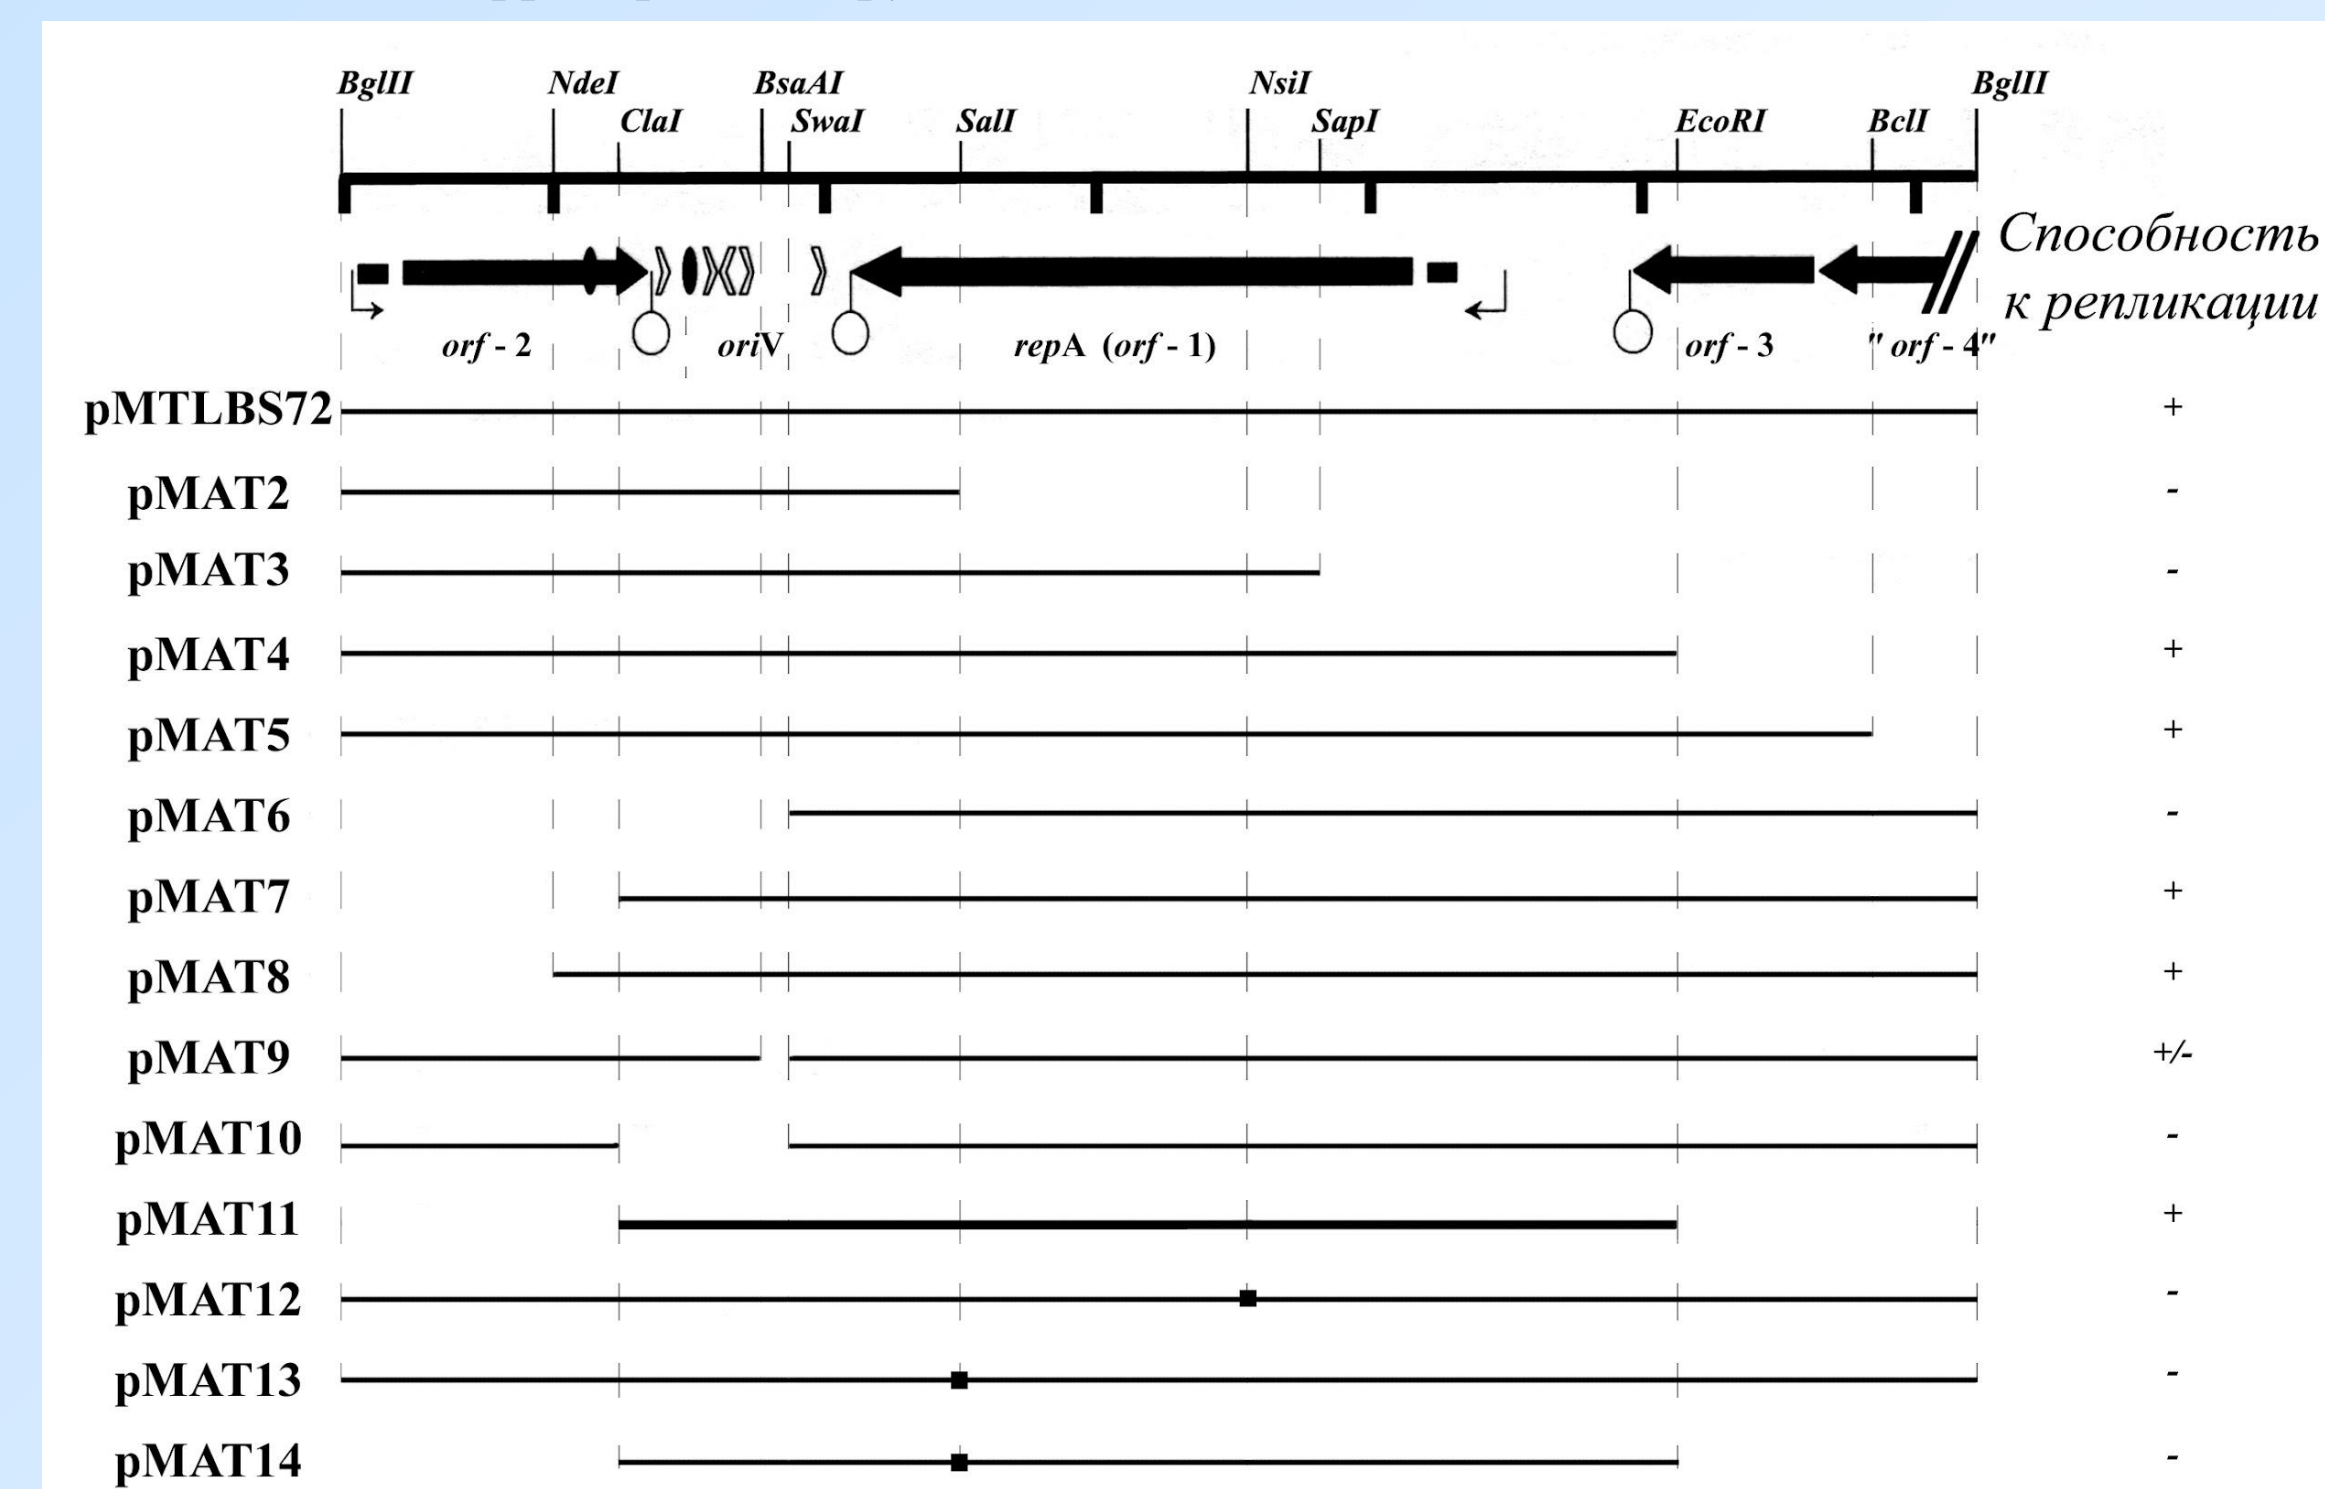 BglII NdeI BsaAI NsiI BglII
ClaI SwaI SalI SapI EcoRI BclI
Способность
к репликации
orf - 2 oriV repA (orf - 1) orf - 3 " orf - 4"
pMTLBS72 +
pMAT2 -
pMAT3 -
pMAT4 +
pMAT5 +
pMAT6 -
pMAT7 +
pMAT8 +
pMAT9 +/-
pMAT10 -
pMAT11 +
pMAT12 -
pMAT13 -
pMAT14 -